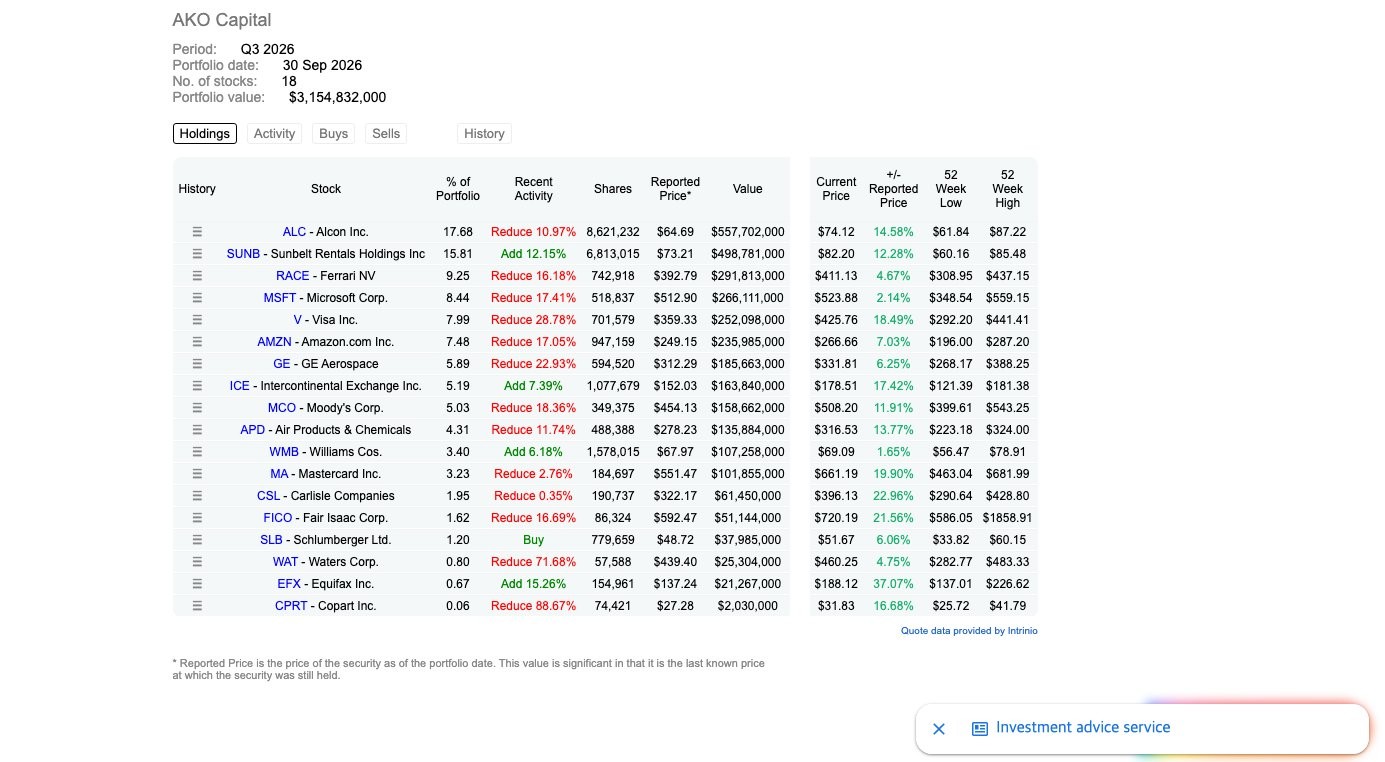 AKO Capital
Period: Q3 2026
Portfolio date: 30 Sep 2026
No. of stocks: 18
Portfolio value: $3,154,832,000
Holdings Activity Buys Sells History
History Stock % of Portfolio Recent Activity Shares Reported Price* Value Current Price +/- Reported Price 52 Week Low 52 Week High
≡ ALC - Alcon Inc. 17.68 Reduce 10.97% 8,621,232 $64.69 $557,702,000 $74.12 14.58% $61.84 $87.22
≡ SUNB - Sunbelt Rentals Holdings Inc 15.81 Add 12.15% 6,813,015 $73.21 $498,781,000 $82.20 12.28% $60.16 $85.48
≡ RACE - Ferrari NV 9.25 Reduce 16.18% 742,918 $392.79 $291,813,000 $411.13 4.67% $308.95 $437.15
≡ MSFT - Microsoft Corp. 8.44 Reduce 17.41% 518,837 $512.90 $266,111,000 $523.88 2.14% $348.54 $559.15
≡ V - Visa Inc. 7.99 Reduce 28.78% 701,579 $359.33 $252,098,000 $425.76 18.49% $292.20 $441.41
≡ AMZN - Amazon.com Inc. 7.48 Reduce 17.05% 947,159 $249.15 $235,985,000 $266.66 7.03% $196.00 $287.20
≡ GE - GE Aerospace 5.89 Reduce 22.93% 594,520 $312.29 $185,663,000 $331.81 6.25% $268.17 $388.25
≡ ICE - Intercontinental Exchange Inc. 5.19 Add 7.39% 1,077,679 $152.03 $163,840,000 $178.51 17.42% $121.39 $181.38
≡ MCO - Moody's Corp. 5.03 Reduce 18.36% 349,375 $454.13 $158,662,000 $508.20 11.91% $399.61 $543.25
≡ APD - Air Products & Chemicals 4.31 Reduce 11.74% 488,388 $278.23 $135,884,000 $316.53 13.77% $223.18 $324.00
≡ WMB - Williams Cos. 3.40 Add 6.18% 1,578,015 $67.97 $107,258,000 $69.09 1.65% $56.47 $78.91
≡ MA - Mastercard Inc. 3.23 Reduce 2.76% 184,697 $551.47 $101,855,000 $661.19 19.90% $463.04 $681.99
≡ CSL - Carlisle Companies 1.95 Reduce 0.35% 190,737 $322.17 $61,450,000 $396.13 22.96% $290.64 $428.80
≡ FICO - Fair Isaac Corp. 1.62 Reduce 16.69% 86,324 $592.47 $51,144,000 $720.19 21.56% $586.05 $1858.91
≡ SLB - Schlumberger Ltd. 1.20 Buy 779,659 $48.72 $37,985,000 $51.67 6.06% $33.82 $60.15
≡ WAT - Waters Corp. 0.80 Reduce 71.68% 57,588 $439.40 $25,304,000 $460.25 4.75% $282.77 $483.33
≡ EFX - Equifax Inc. 0.67 Add 15.26% 154,961 $137.24 $21,267,000 $188.12 37.07% $137.01 $226.62
≡ CPRT - Copart Inc. 0.06 Reduce 88.67% 74,421 $27.28 $2,030,000 $31.83 16.68% $25.72 $41.79
Quote data provided by Intrinio
* Reported Price is the price of the security as of the portfolio date. This value is significant in that it is the last known price
at which the security was still held.
Investment advice service